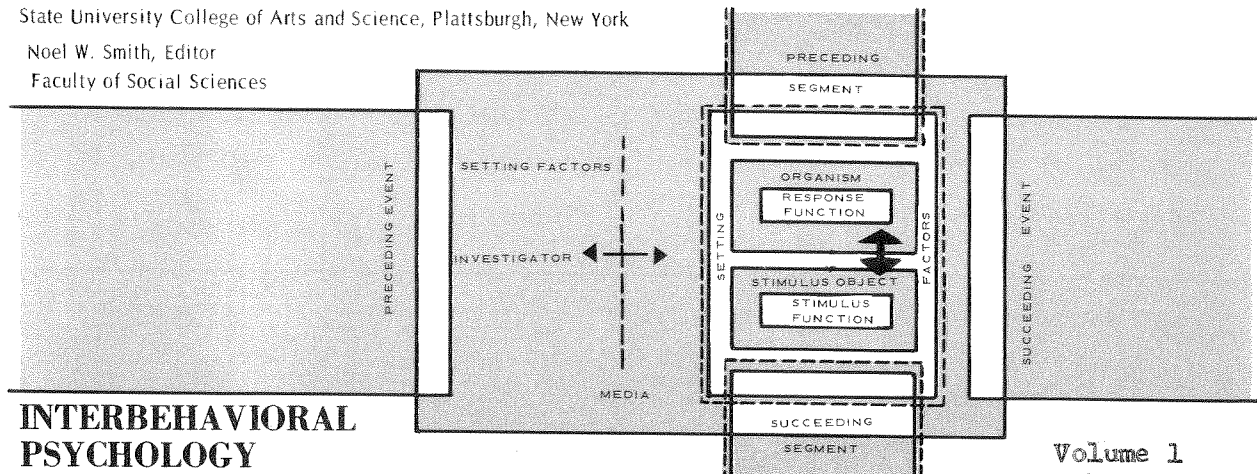 State University College of Arts and Science, Plattsburgh, New York
Noel W. Smith, Editor
Faculty of Social Sciences
PRECEDING
SEGMENT
PRECEDING EVENT
SETTING FACTORS
INVESTIGATOR
MEDIA
SETTING
ORGANISM
RESPONSE
FUNCTION
STIMULUS OBJECT
STIMULUS
FUNCTION
FACTORS
SUCCEEDING EVENT
SUCCEEDING
SEGMENT
INTERBEHAVIORAL
PSYCHOLOGY
Volume 1